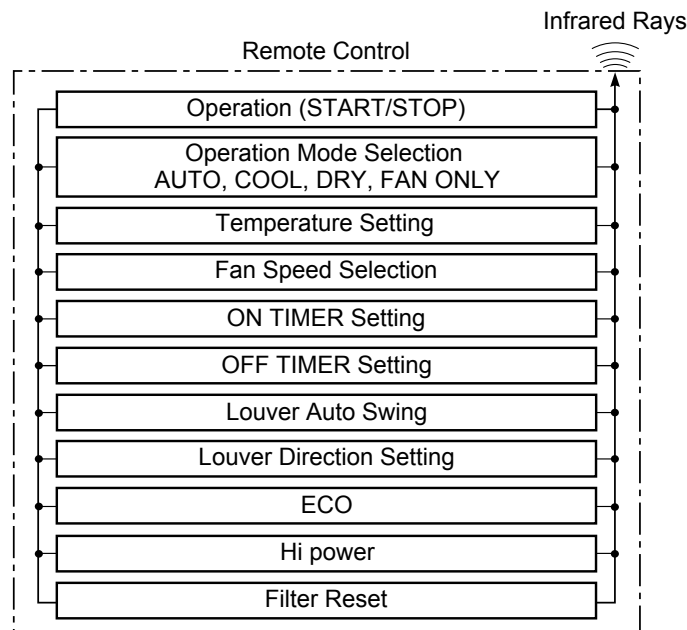 Infrared Rays
Remote Control
Operation (START/STOP)
Operation Mode Selection
AUTO, COOL, DRY, FAN ONLY
Temperature Setting
Fan Speed Selection
ON TIMER Setting
OFF TIMER Setting
Louver Auto Swing
Louver Direction Setting
ECO
Hi power
Filter Reset